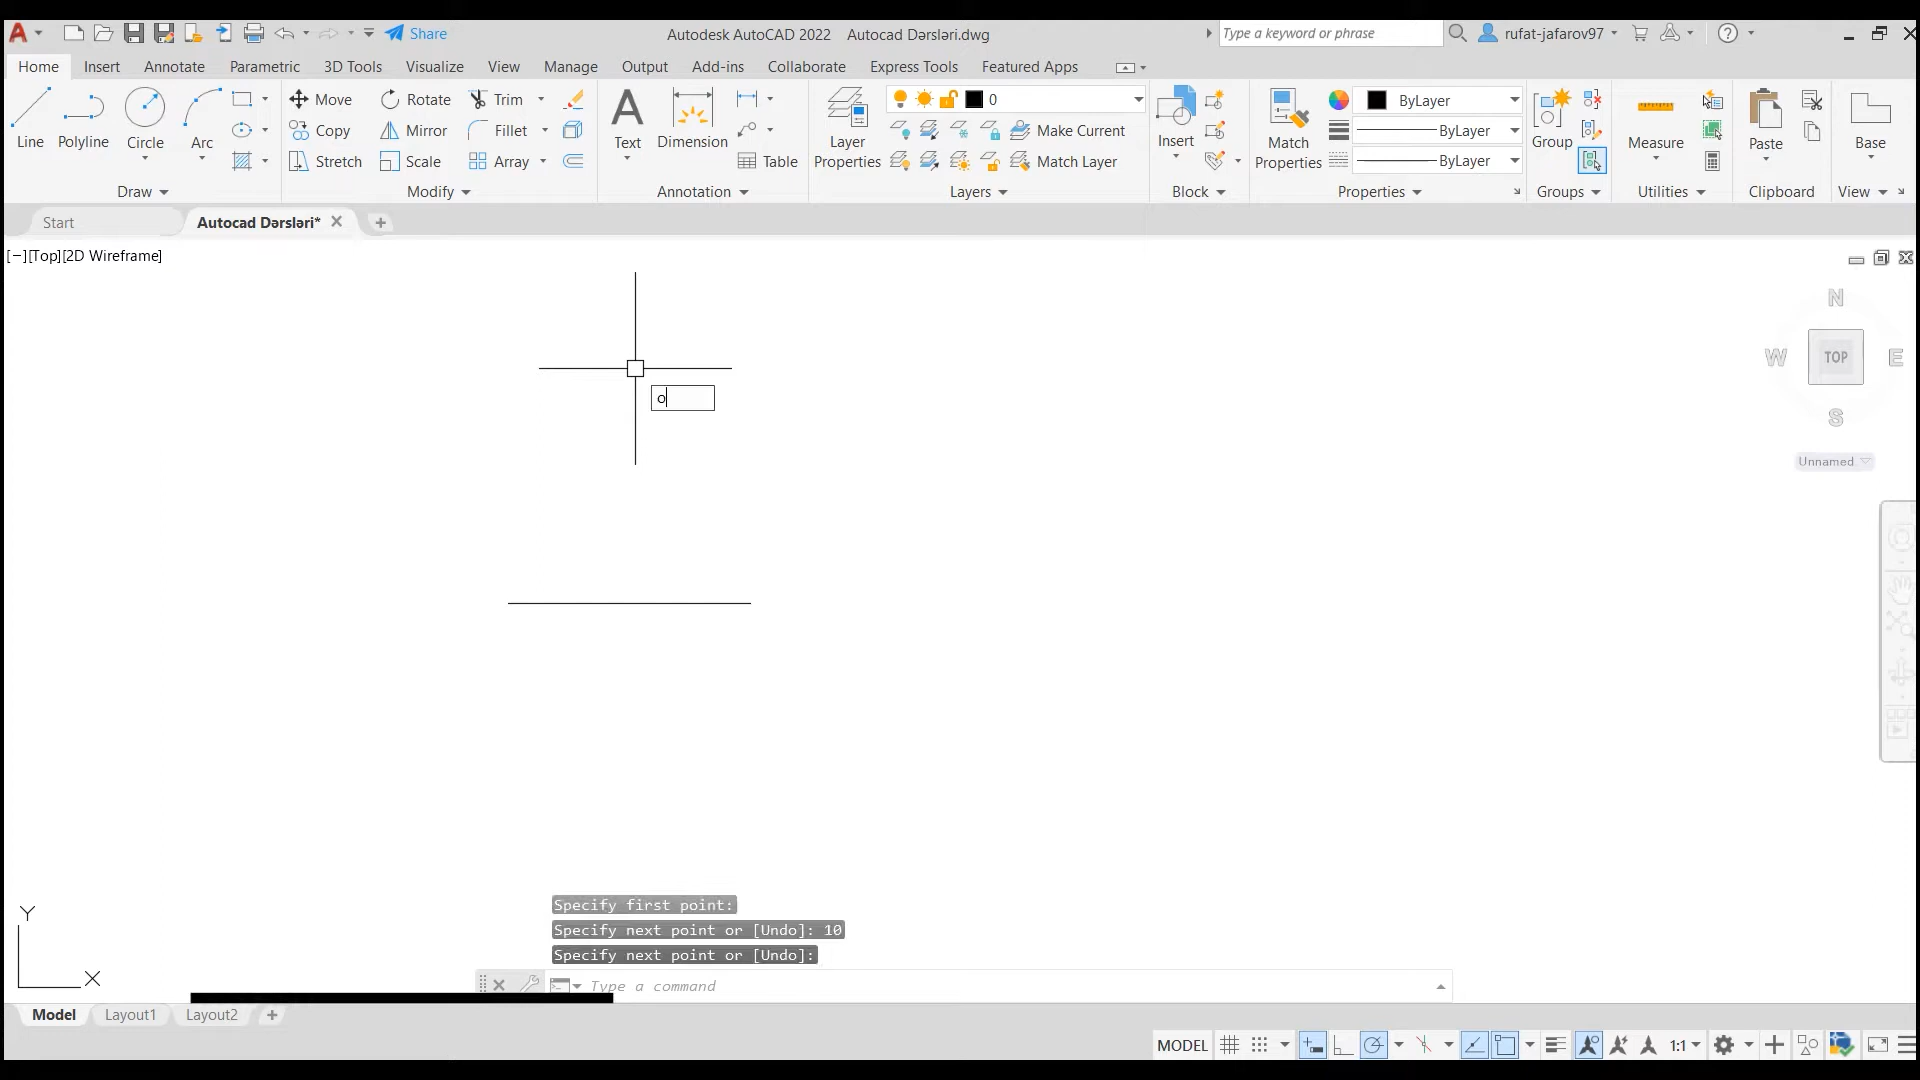 Share
Autodesk AutoCAD 2022 Autocad Dərsləri.dwg
Type a keyword or phrase
rufat-jafarov97
Home Insert Annotate Parametric 3D Tools Visualize View Manage Output Add-ins Collaborate Express Tools Featured Apps
Line Polyline Circle Arc
Draw
Move Rotate Trim
Copy Mirror Fillet
Stretch Scale Array
Modify
Text Dimension Table
Annotation
Layer Properties
0
Make Current
Match Layer
Layers
Insert
Block
Match Properties
ByLayer
ByLayer
ByLayer
Properties
Group
Groups
Measure
Utilities
Paste
Clipboard
Base
View
Start
Autocad Dərsləri*
[−][Top][2D Wireframe]
N
W TOP E
S
Unnamed
o
Y
X
Specify first point:
Specify next point or [Undo]: 10
Specify next point or [Undo]:
Type a command
Model Layout1 Layout2
MODEL 1:1